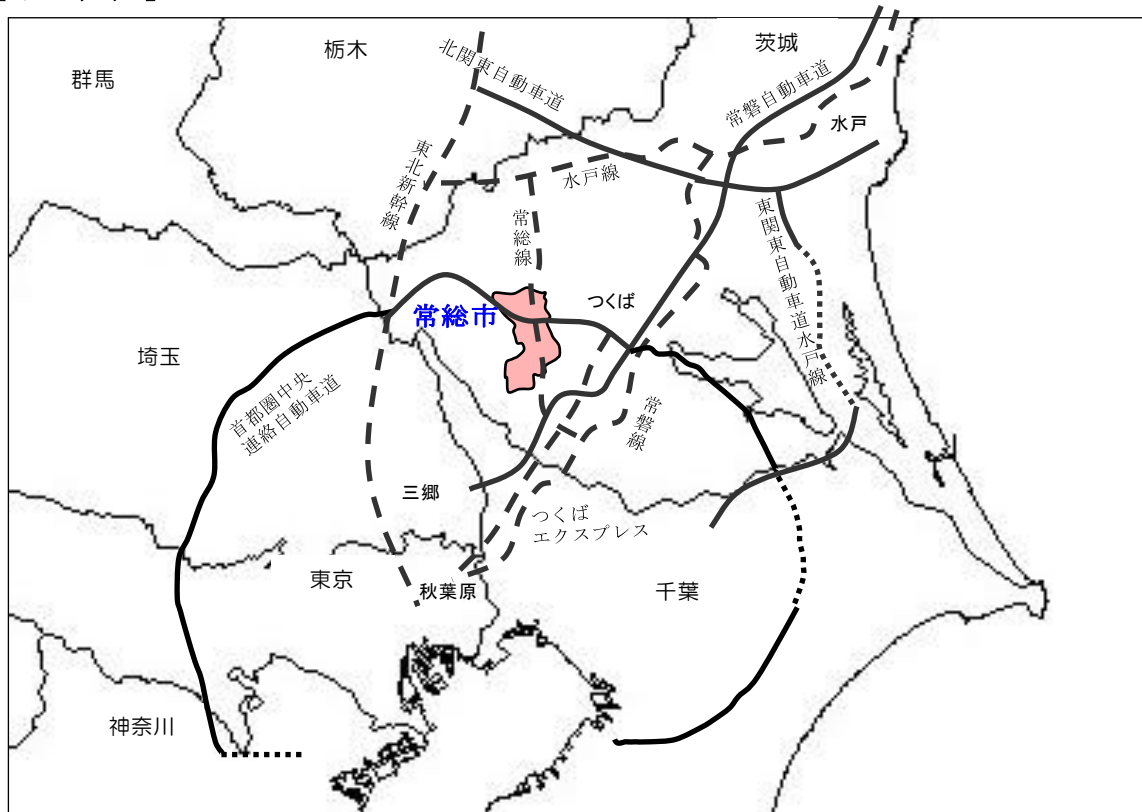 栃木
茨城
群馬
北関東自動車道
常磐自動車道
水戸
東北新幹線
水戸線
常総線
東関東自動車道水戸線
つくば
常総市
埼玉
首都圏中央
連絡自動車道
常磐線
三郷
つくば
エクスプレス
東京
秋葉原
千葉
神奈川